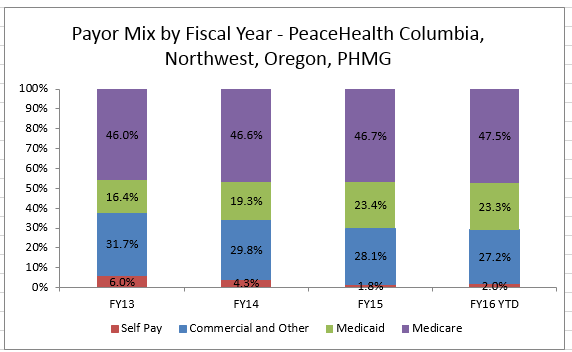 Payor Mix by Fiscal Year - PeaceHealth Columbia,
Northwest, Oregon, PHMG
100%
90%
80%
70%
60%
50%
40%
30%
20%
10%
0%
46.0% 46.6% 46.7% 47.5%
16.4% 19.3% 23.4% 23.3%
31.7% 29.8% 28.1% 27.2%
6.0% 4.3% 1.8% 2.0%
FY13 FY14 FY15 FY16 YTD
Self Pay Commercial and Other Medicaid Medicare